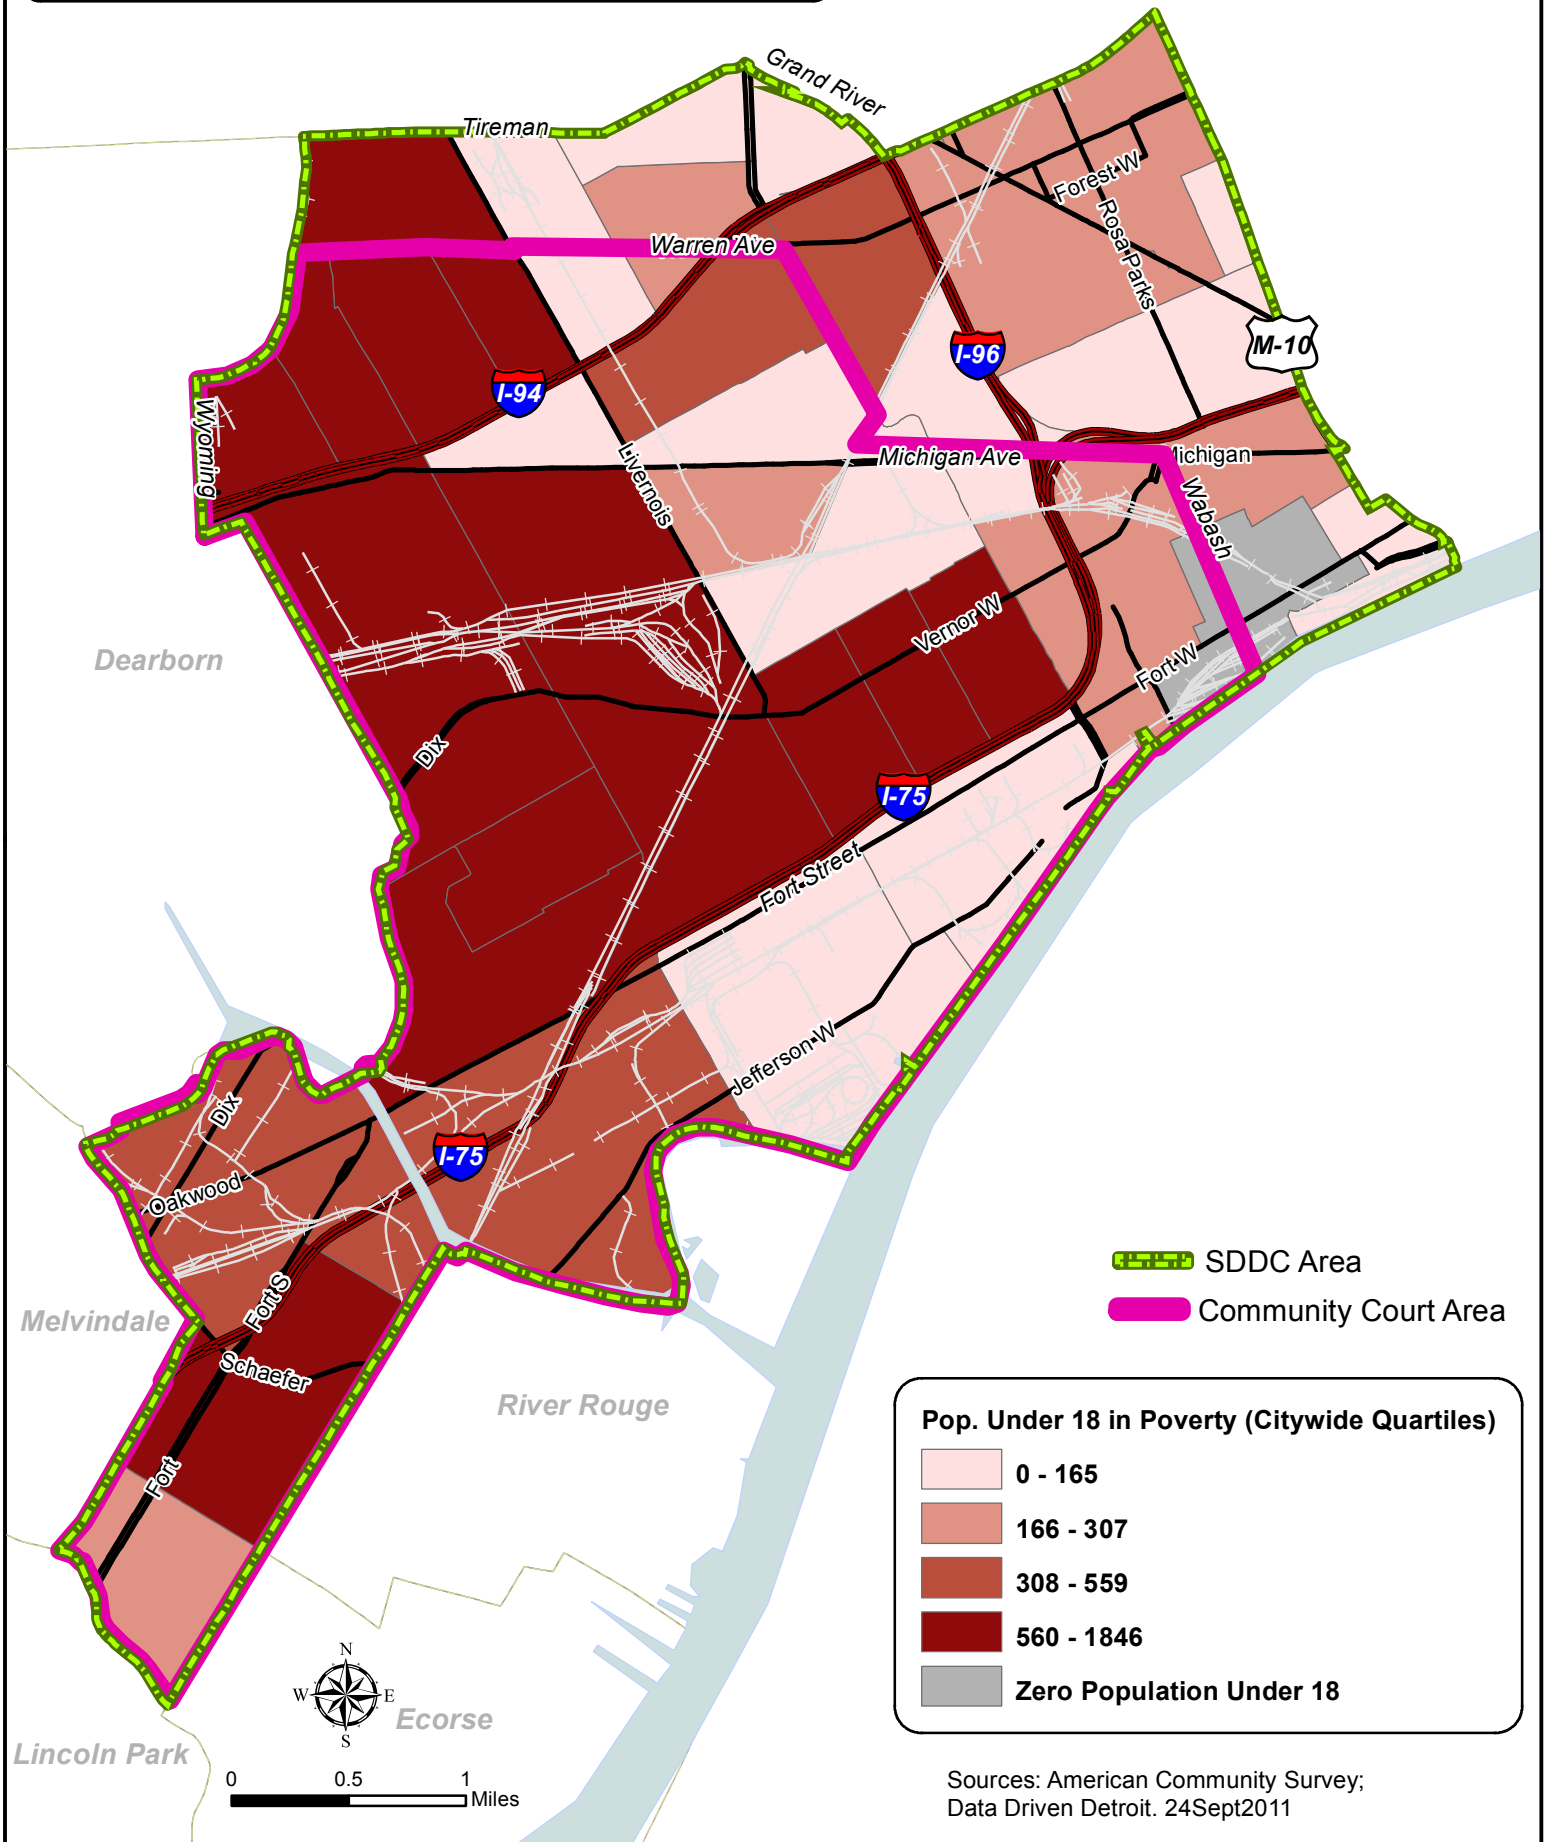 Grand River
Tireman
Forest W
Rosa Parks
Warren Ave
M-10
I-96
I-94
Wyoming
Livernois
Michigan Ave
Michigan
Wabash
Vernor W
Dearborn
Fort W
Dix
I-75
Fort Street
Jefferson W
Dix
I-75
Oakwood
SDDC Area
Fort S
Community Court Area
Melvindale
Schaefer
River Rouge
Pop. Under 18 in Poverty (Citywide Quartiles)
0 - 165
Fort
166 - 307
308 - 559
560 - 1846
Zero Population Under 18
N
W E
S
Ecorse
Lincoln Park
0 0.5 1
Miles
Sources: American Community Survey;
Data Driven Detroit. 24Sept2011